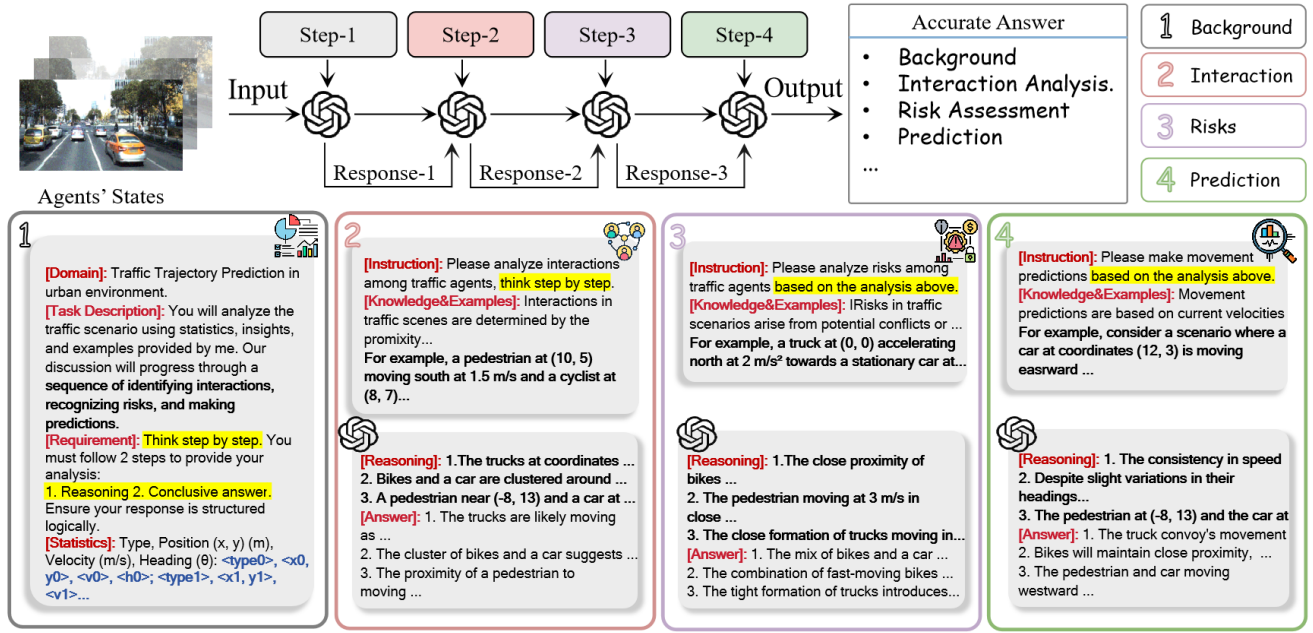 Step-1
Step-2
Step-3
Step-4
Input
Output
Response-1
Response-2
Response-3
Agents' States
Accurate Answer
• Background
• Interaction Analysis.
• Risk Assessment
• Prediction
...
1 Background
2 Interaction
3 Risks
4 Prediction
1
[Domain]: Traffic Trajectory Prediction in
urban environment.
[Task Description]: You will analyze the
traffic scenario using statistics, insights,
and examples provided by me. Our
discussion will progress through a
sequence of identifying interactions,
recognizing risks, and making
predictions.
[Requirement]: Think step by step. You
must follow 2 steps to provide your
analysis:
1. Reasoning 2. Conclusive answer.
Ensure your response is structured
logically.
[Statistics]: Type, Position (x, y) (m),
Velocity (m/s), Heading (θ): <type0>, <x0,
y0>, <v0>, <h0>; <type1>, <x1, y1>,
<v1>...
2
[Instruction]: Please analyze interactions
among traffic agents, think step by step.
[Knowledge&Examples]: Interactions in
traffic scenes are determined by the
promixity...
For example, a pedestrian at (10, 5)
moving south at 1.5 m/s and a cyclist at
(8, 7)...
[Reasoning]: 1.The trucks at coordinates ...
2. Bikes and a car are clustered around ...
3. A pedestrian near (-8, 13) and a car at ...
[Answer]: 1. The trucks are likely moving
as ...
2. The cluster of bikes and a car suggests ...
3. The proximity of a pedestrian to
moving ...
3
[Instruction]: Please analyze risks among
traffic agents based on the analysis above.
[Knowledge&Examples]: IRisks in traffic
scenarios arise from potential conflicts or ...
For example, a truck at (0, 0) accelerating
north at 2 m/s² towards a stationary car at...
[Reasoning]: 1.The close proximity of
bikes ...
2. The pedestrian moving at 3 m/s in
close ...
3. The close formation of trucks moving in...
[Answer]: 1. The mix of bikes and a car ...
2. The combination of fast-moving bikes ...
3. The tight formation of trucks introduces...
4
[Instruction]: Please make movement
predictions based on the analysis above.
[Knowledge&Examples]: Movement
predictions are based on current velocities
For example, consider a scenario where a
car at coordinates (12, 3) is moving
easrward ...
[Reasoning]: 1. The consistency in speed
2. Despite slight variations in their
headings...
3. The pedestrian at (-8, 13) and the car at
[Answer]: 1. The truck convoy's movement
2. Bikes will maintain close proximity, ...
3. The pedestrian and car moving
westward ...